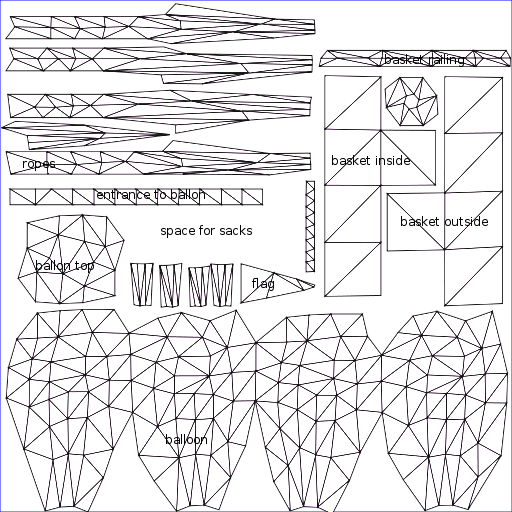 basket railing
ropes
basket inside
entrance to ballon
basket outside
space for sacks
ballon top
flag
balloon